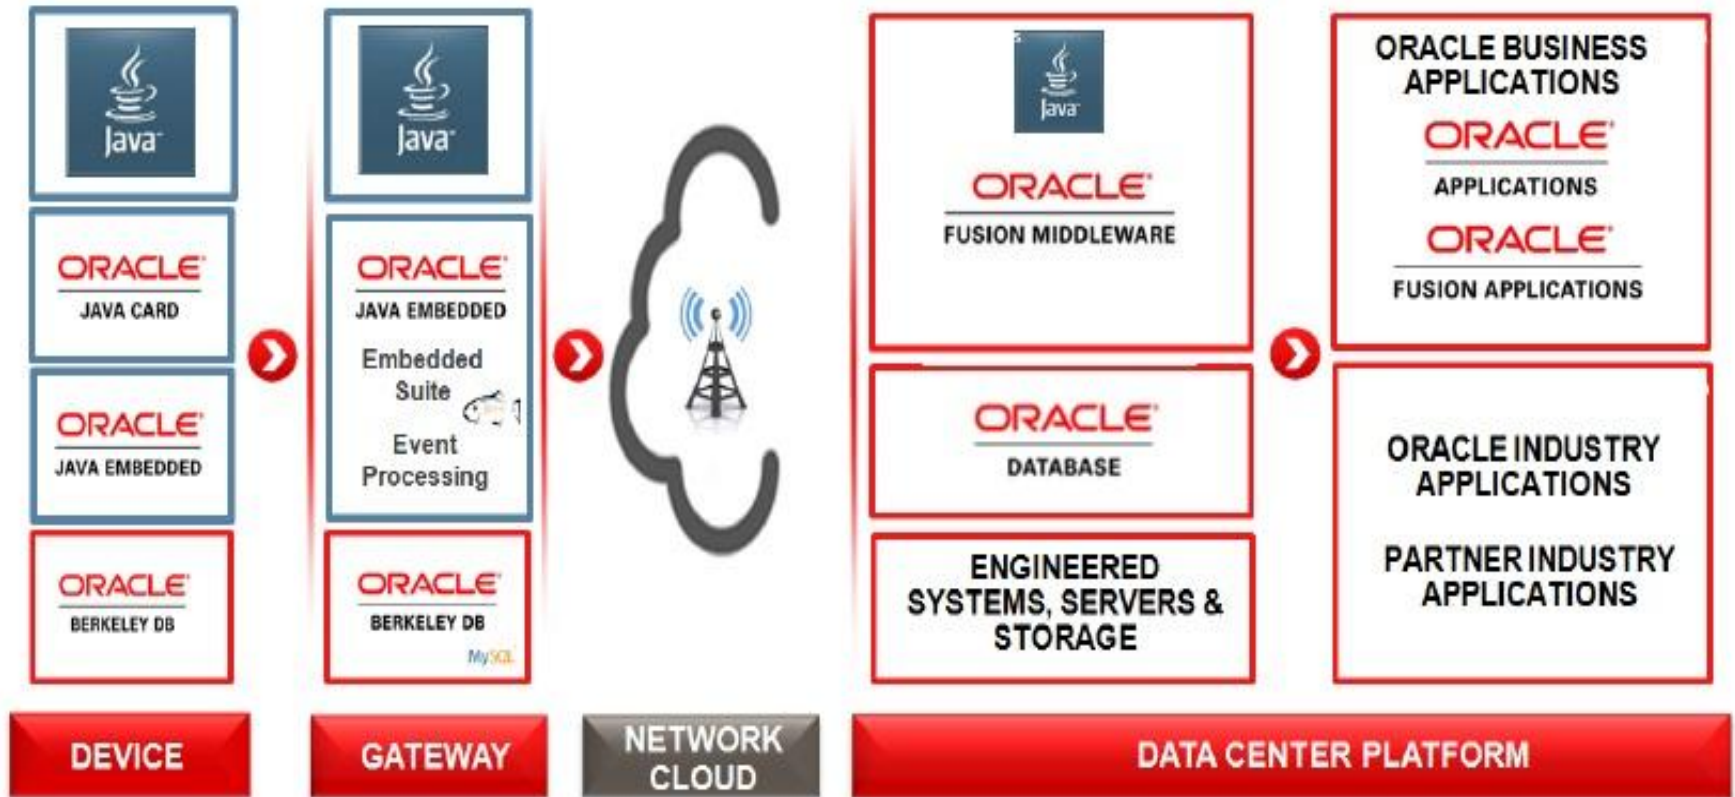 Java
ORACLE
JAVA CARD
ORACLE
JAVA EMBEDDED
ORACLE
BERKELEY DB
DEVICE
Java
ORACLE
JAVA EMBEDDED
Embedded
Suite
Event
Processing
ORACLE
BERKELEY DB
MySQL
GATEWAY
NETWORK
CLOUD
s
Java
ORACLE
FUSION MIDDLEWARE
ORACLE
DATABASE
ENGINEERED
SYSTEMS, SERVERS &
STORAGE
ORACLE BUSINESS
APPLICATIONS
ORACLE
APPLICATIONS
ORACLE
FUSION APPLICATIONS
ORACLE INDUSTRY
APPLICATIONS
PARTNER INDUSTRY
APPLICATIONS
DATA CENTER PLATFORM